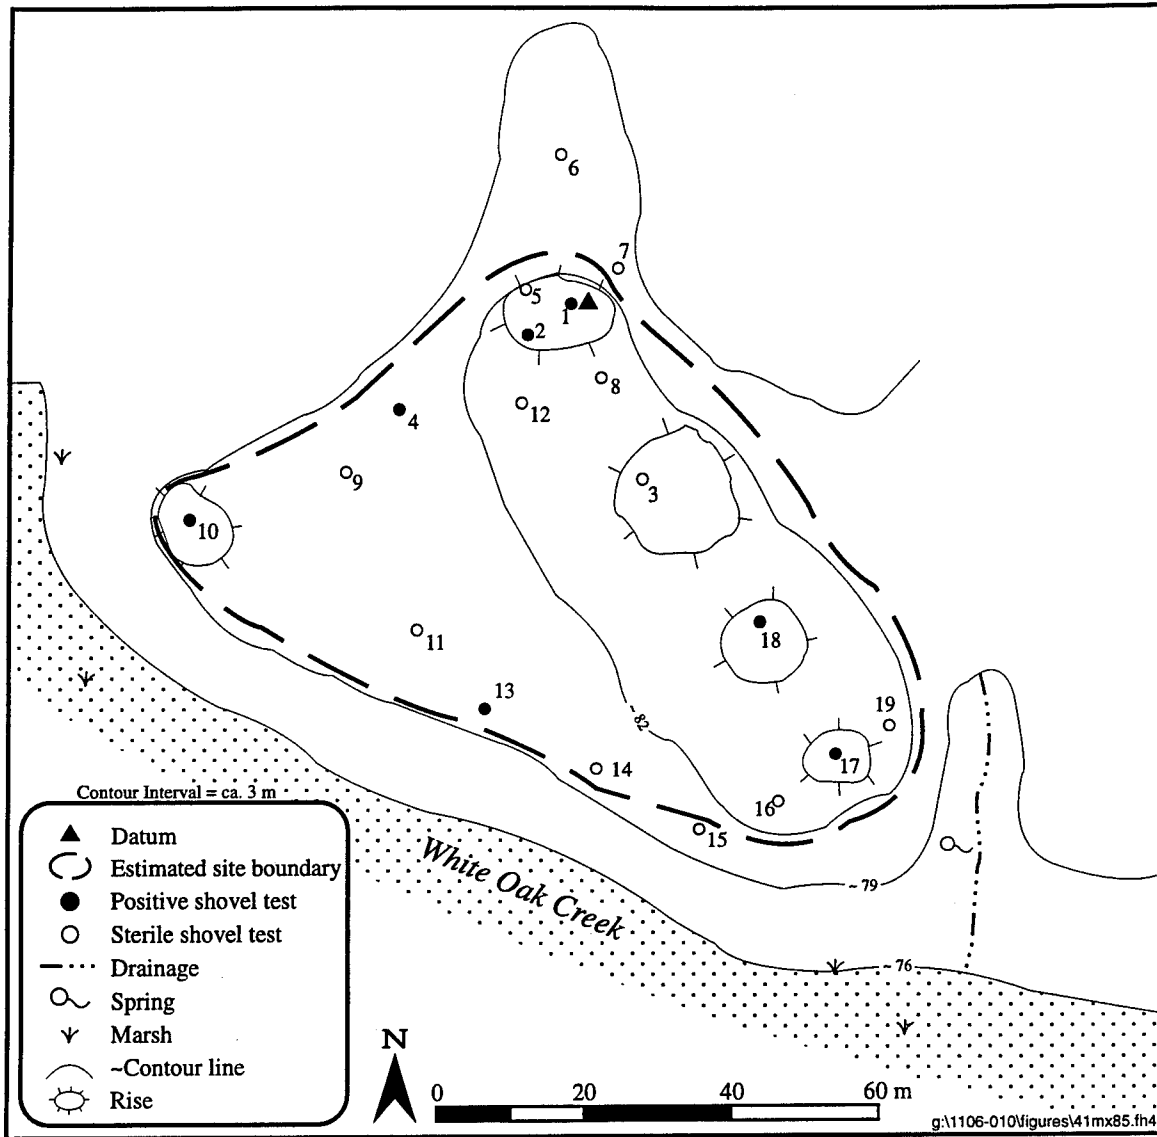 6
7
5
1
2
8
12
4
3
9
10
18
11
13
~82
19
17
14
16
15
~79
~76
White Oak Creek
Contour Interval = ca. 3 m
Datum
Estimated site boundary
Positive shovel test
Sterile shovel test
Drainage
Spring
Marsh
~Contour line
Rise
N
0 20 40 60 m
g:\1106-010\figures\41mx85.fh4